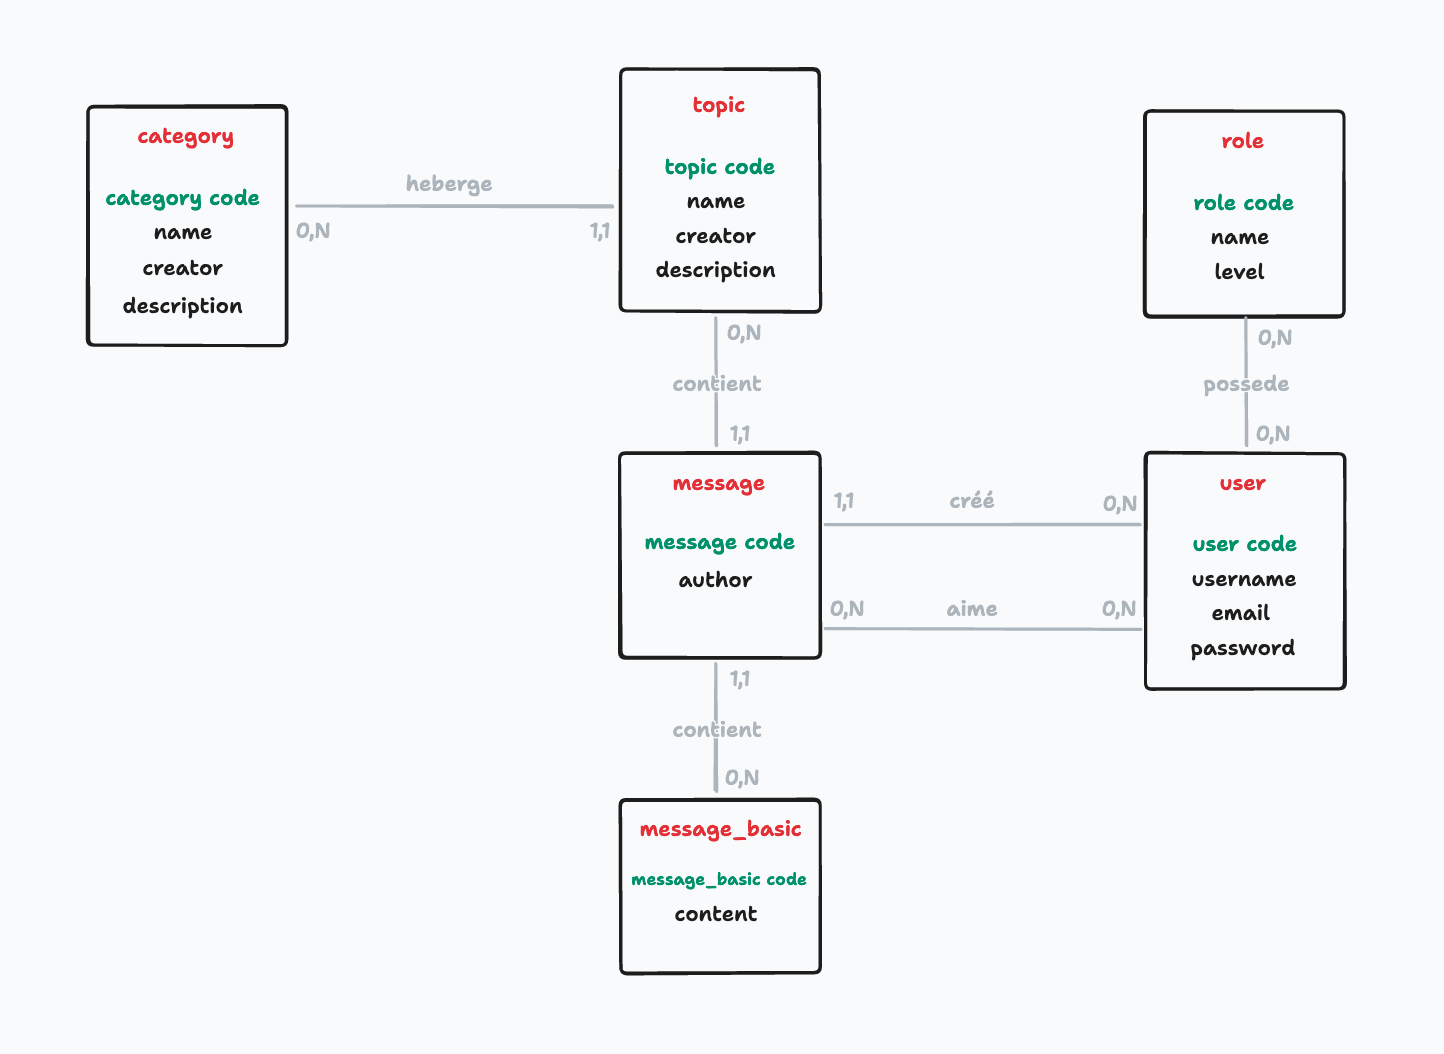 category
category code
name
creator
description
heberge
0,N
1,1
topic
topic code
name
creator
description
role
role code
name
level
0,N
contient
1,1
0,N
possede
0,N
message
message code
author
1,1
créé
0,N
0,N
aime
0,N
user
user code
username
email
password
1,1
contient
0,N
message_basic
message_basic code
content